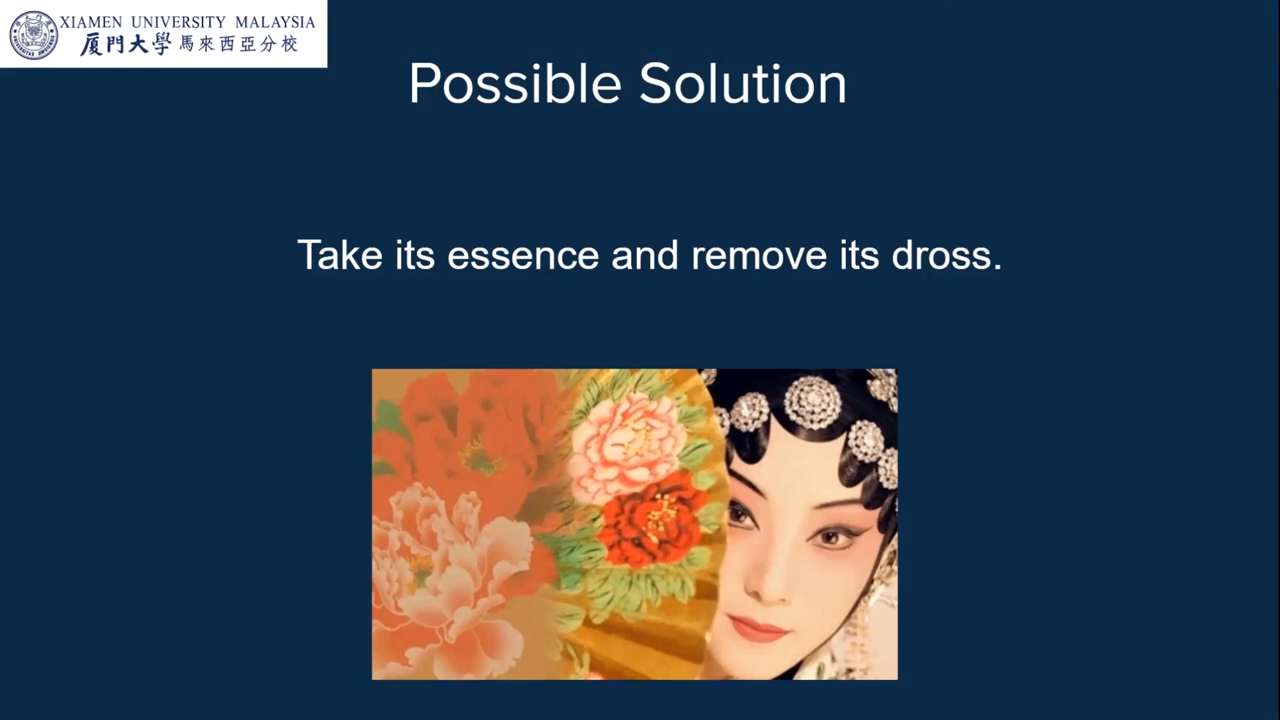 XIAMEN UNIVERSITY MALAYSIA
厦門大學 馬來西亞分校
Possible Solution
Take its essence and remove its dross.